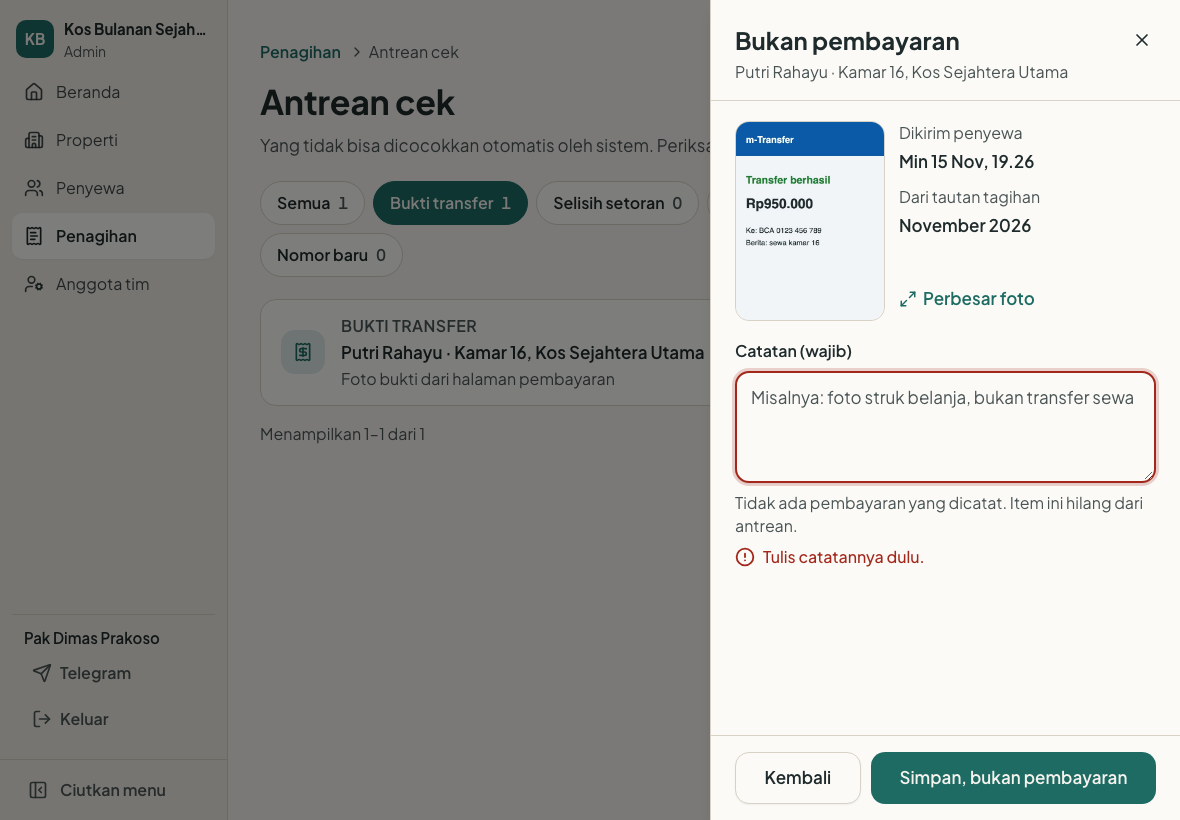 KB
Kos Bulanan Sejah…
Admin
Beranda
Properti
Penyewa
Penagihan
Anggota tim
Pak Dimas Prakoso
Telegram
Keluar
Ciutkan menu
Penagihan > Antrean cek
Antrean cek
Yang tidak bisa dicocokkan otomatis oleh sistem. Periksa
Semua 1
Bukti transfer 1
Selisih setoran 0
Nomor baru 0
BUKTI TRANSFER
Putri Rahayu · Kamar 16, Kos Sejahtera Utama
Foto bukti dari halaman pembayaran
Menampilkan 1–1 dari 1
Bukan pembayaran
Putri Rahayu · Kamar 16, Kos Sejahtera Utama
m-Transfer
Transfer berhasil
Rp950.000
Ke: BCA 0123 456 789
Berita: sewa kamar 16
Dikirim penyewa
Min 15 Nov, 19.26
Dari tautan tagihan
November 2026
Perbesar foto
Catatan (wajib)
Misalnya: foto struk belanja, bukan transfer sewa
Tidak ada pembayaran yang dicatat. Item ini hilang dari
antrean.
Tulis catatannya dulu.
Kembali
Simpan, bukan pembayaran